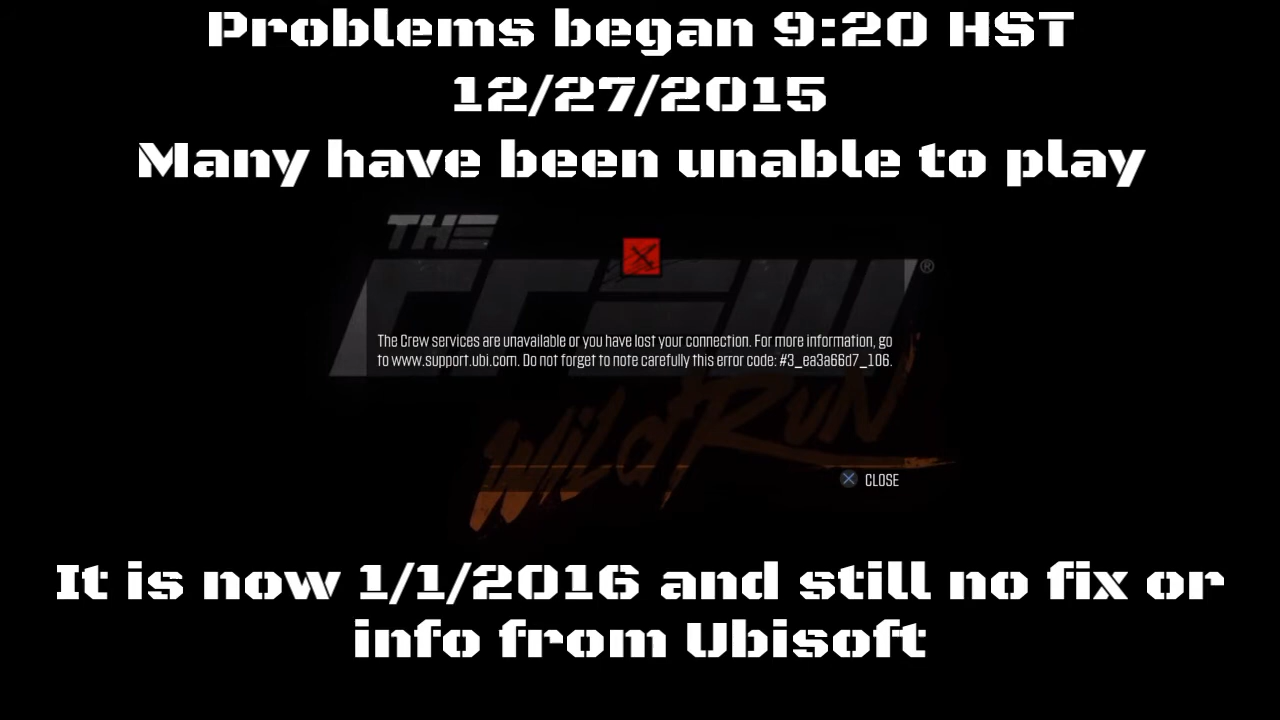 Problems began 9:20 HST
12/27/2015
Many have been unable to play
THE
CREW®
The Crew services are unavailable or you have lost your connection. For more information, go
to www.support.ubi.com. Do not forget to note carefully this error code: #3_ea3a66d7_106.
WILD RUN
CLOSE
It is now 1/1/2016 and still no fix or
info from Ubisoft